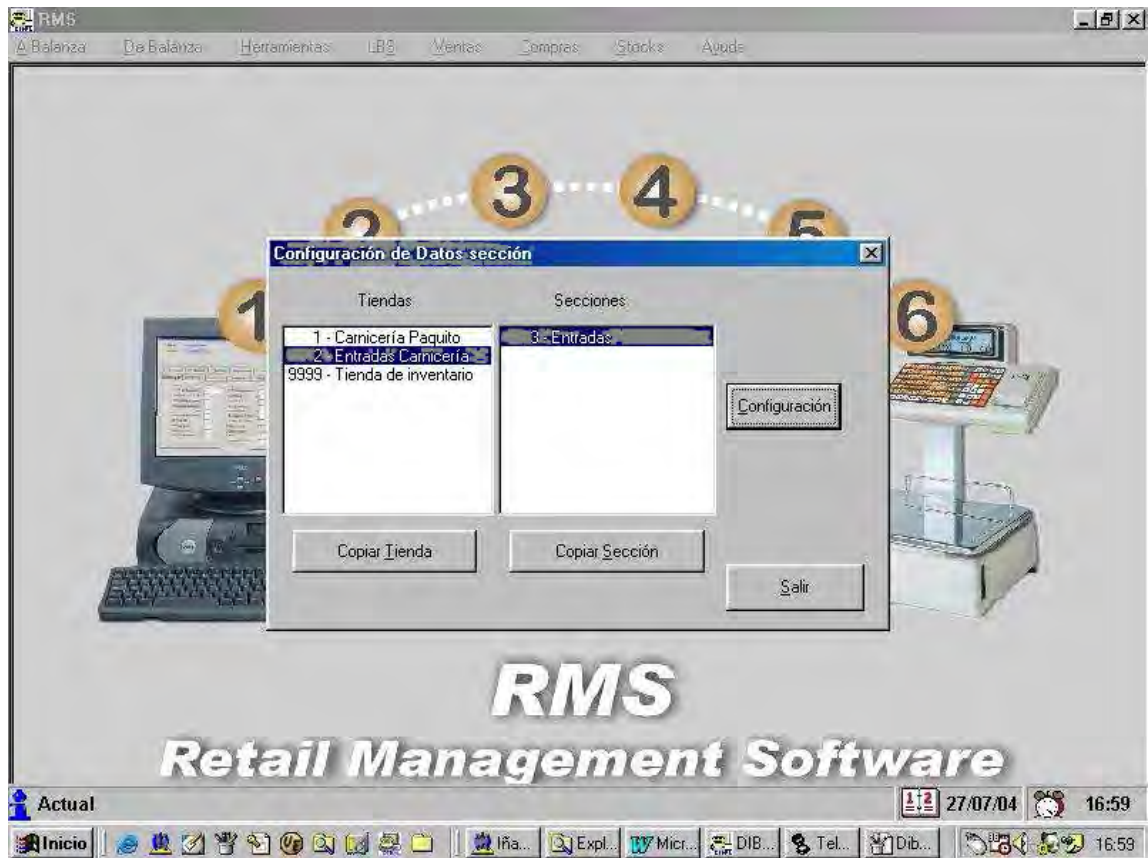 RMS
A Balanza De Balanza Herramientas LBS Ventas Compras Stocks Ayuda
3 4
2 5
Configuración de Datos sección
1 6
Tiendas Secciones
1 - Carnicería Paquito 3 - Entradas
2 - Entradas Carnicería
9999 - Tienda de inventario
Configuración
Copiar Tienda Copiar Sección
Salir
RMS
Retail Management Software
Actual 27/07/04 16:59
Inicio Iña... Expl... Micr... DIB... Tel... Dib... 16:59